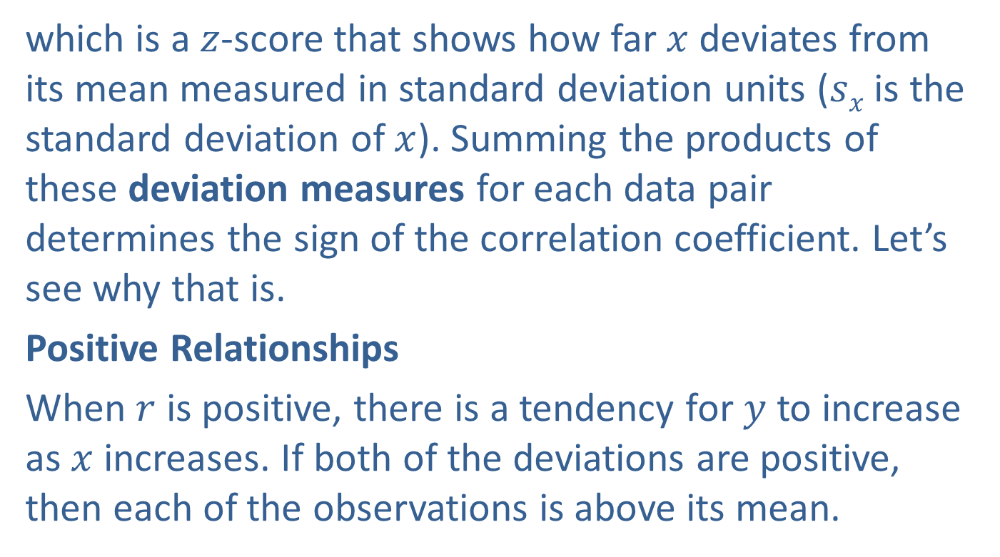 which is a z-score that shows how far x deviates from
its mean measured in standard deviation units (sₓ is the
standard deviation of x). Summing the products of
these deviation measures for each data pair
determines the sign of the correlation coefficient. Let’s
see why that is.
Positive Relationships
When r is positive, there is a tendency for y to increase
as x increases. If both of the deviations are positive,
then each of the observations is above its mean.